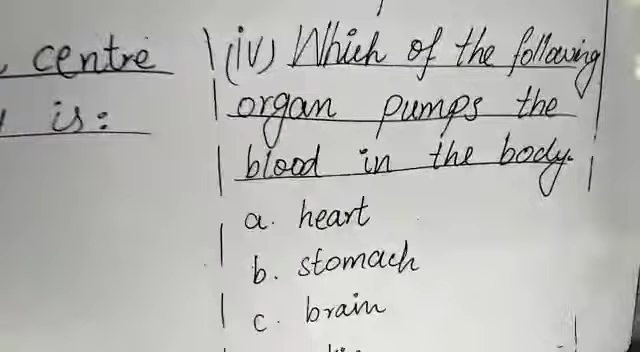 centre
is:
(iv) Which of the following
organ pumps the
blood in the body.
a. heart
b. stomach
c. brain